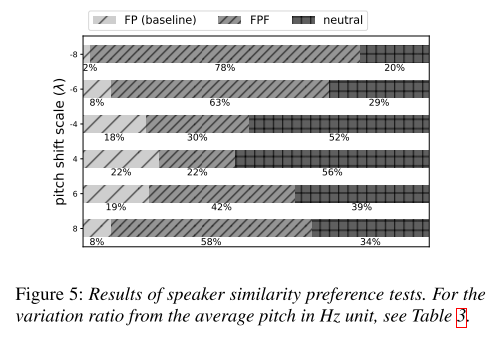 FP (baseline) FPF neutral
pitch shift scale (λ)
-8
2% 78% 20%
-6
8% 63% 29%
-4
18% 30% 52%
4
22% 22% 56%
6
19% 42% 39%
8
8% 58% 34%
Figure 5: Results of speaker similarity preference tests. For the
variation ratio from the average pitch in Hz unit, see Table 3.